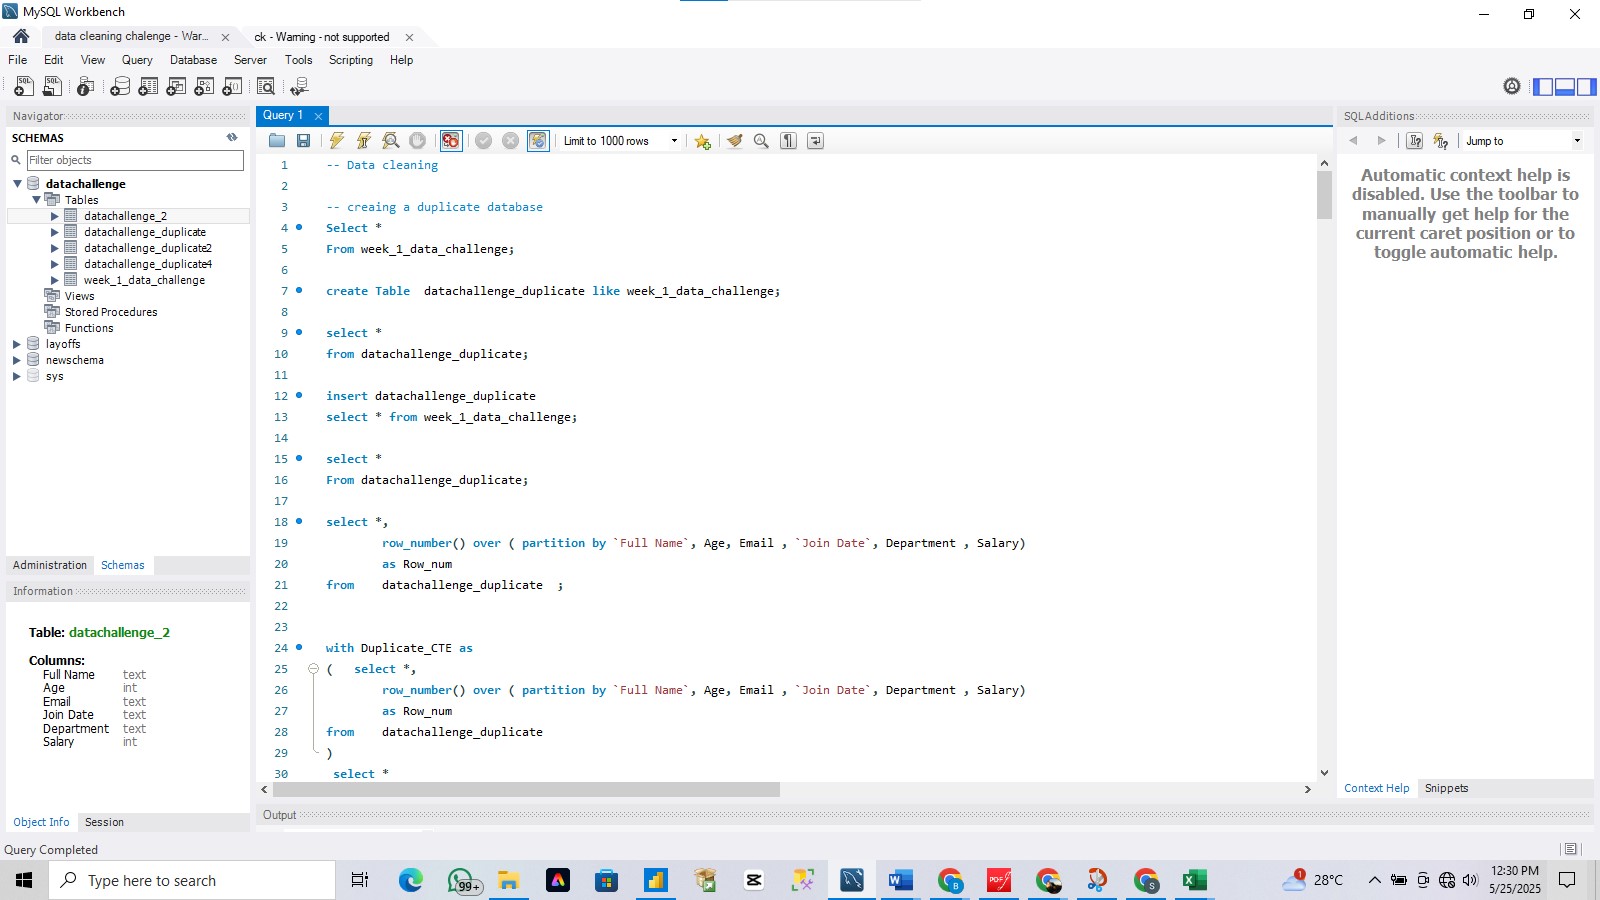 MySQL Workbench
data cleaning chalenge - War...
ck - Warning - not supported
File Edit View Query Database Server Tools Scripting Help
Navigator
SCHEMAS
Filter objects
datachallenge
Tables
datachallenge_2
datachallenge_duplicate
datachallenge_duplicate2
datachallenge_duplicate4
week_1_data_challenge
Views
Stored Procedures
Functions
layoffs
newschema
sys
Administration Schemas
Information
Table: datachallenge_2
Columns:
Full Name text
Age int
Email text
Join Date text
Department text
Salary int
Object Info Session
Query 1
Limit to 1000 rows
1 -- Data cleaning
2
3 -- creaing a duplicate database
4 Select *
5 From week_1_data_challenge;
6
7 create Table datachallenge_duplicate like week_1_data_challenge;
8
9 select *
10 from datachallenge_duplicate;
11
12 insert datachallenge_duplicate
13 select * from week_1_data_challenge;
14
15 select *
16 From datachallenge_duplicate;
17
18 select *,
19 row_number() over ( partition by `Full Name`, Age, Email , `Join Date`, Department , Salary)
20 as Row_num
21 from datachallenge_duplicate ;
22
23
24 with Duplicate_CTE as
25 ( select *,
26 row_number() over ( partition by `Full Name`, Age, Email , `Join Date`, Department , Salary)
27 as Row_num
28 from datachallenge_duplicate
29 )
30 select *
Output
SQLAdditions
Jump to
Automatic context help is
disabled. Use the toolbar to
manually get help for the
current caret position or to
toggle automatic help.
Context Help Snippets
Query Completed
Type here to search
99+
28°C
12:30 PM
5/25/2025